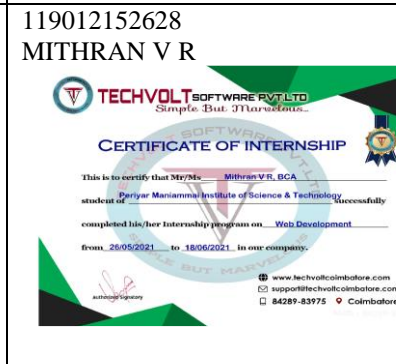 119012152628
MITHRAN V R
TECHVOLT SOFTWARE PVT.LTD
Simple But Marvelous...
CERTIFICATE OF INTERNSHIP
This is to certify that Mr/Ms Mithran V R, BCA
student of Periyar Maniammai Institute of Science & Technology successfully
completed his/her Internship program on Web Development
from 26/05/2021 to 18/06/2021 in our company.
www.techvoltcoimbatore.com
support@techvoltcoimbatore.com
Authorized Signatory
84289-83975 Coimbatore